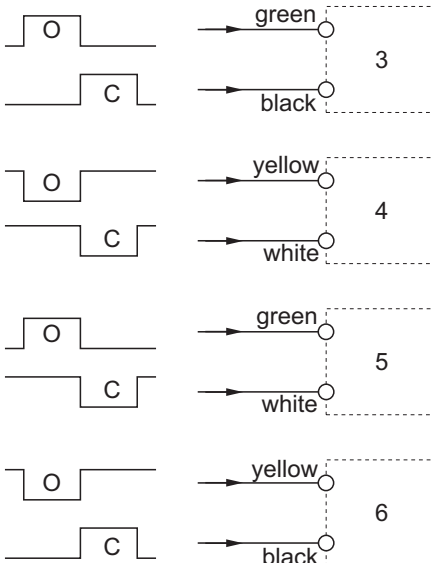 O green
3
C black
O yellow
4
C white
O green
5
C white
O yellow
6
C black